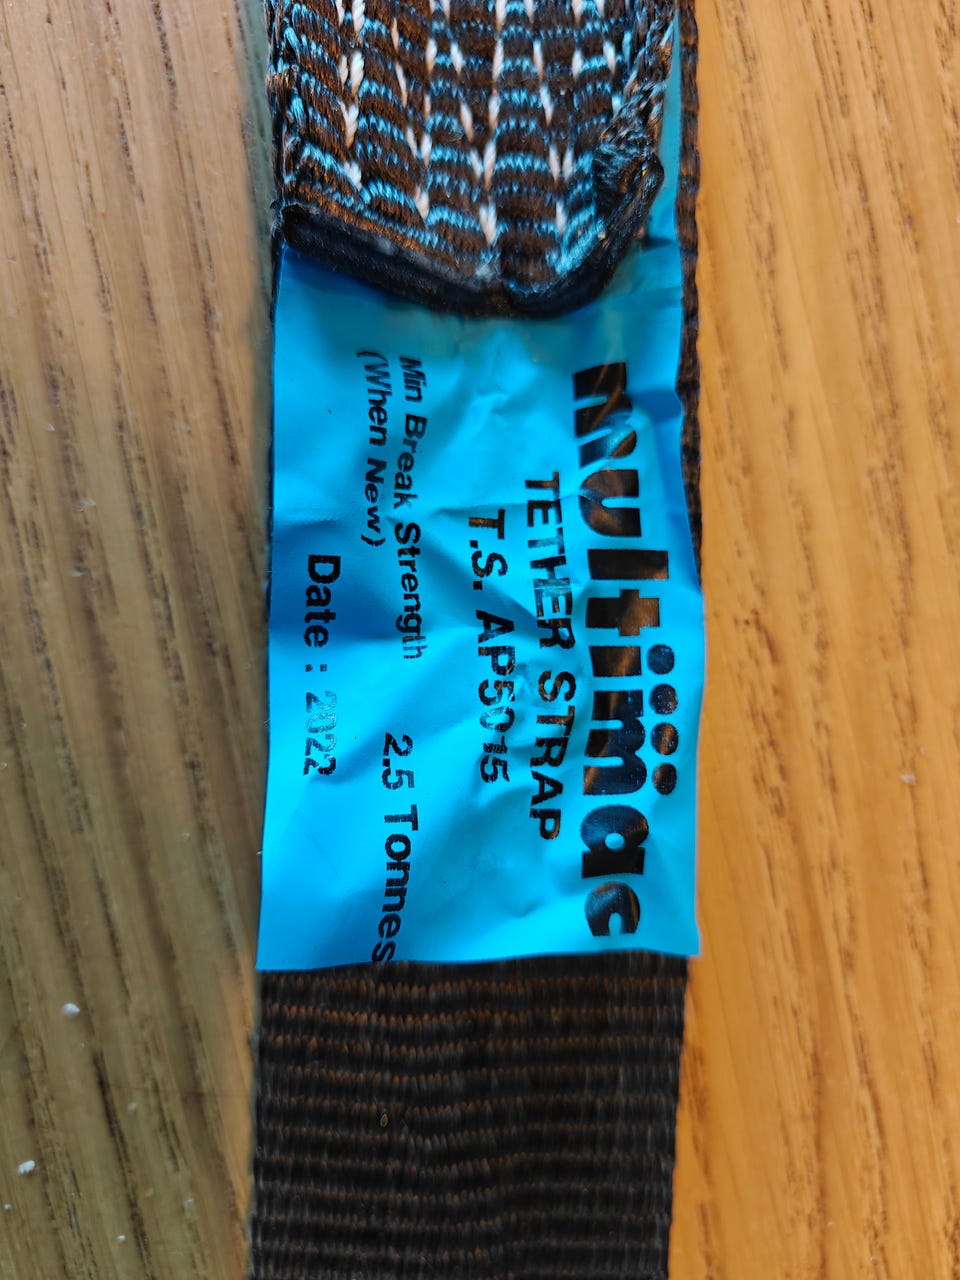 multimac
TETHER STRAP
T.S. AP5015
Min Break Strength 2.5 Tonnes
(When New)
Date : 2022